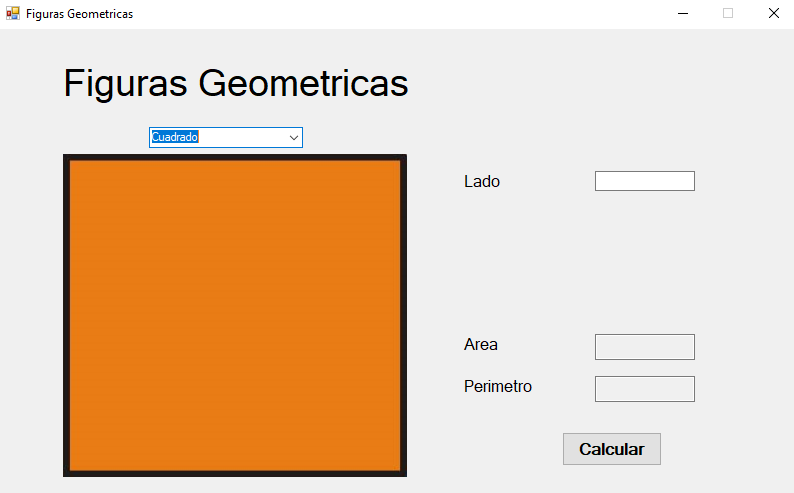 Figuras Geometricas
Figuras Geometricas
Cuadrado
Lado
Area
Perimetro
Calcular